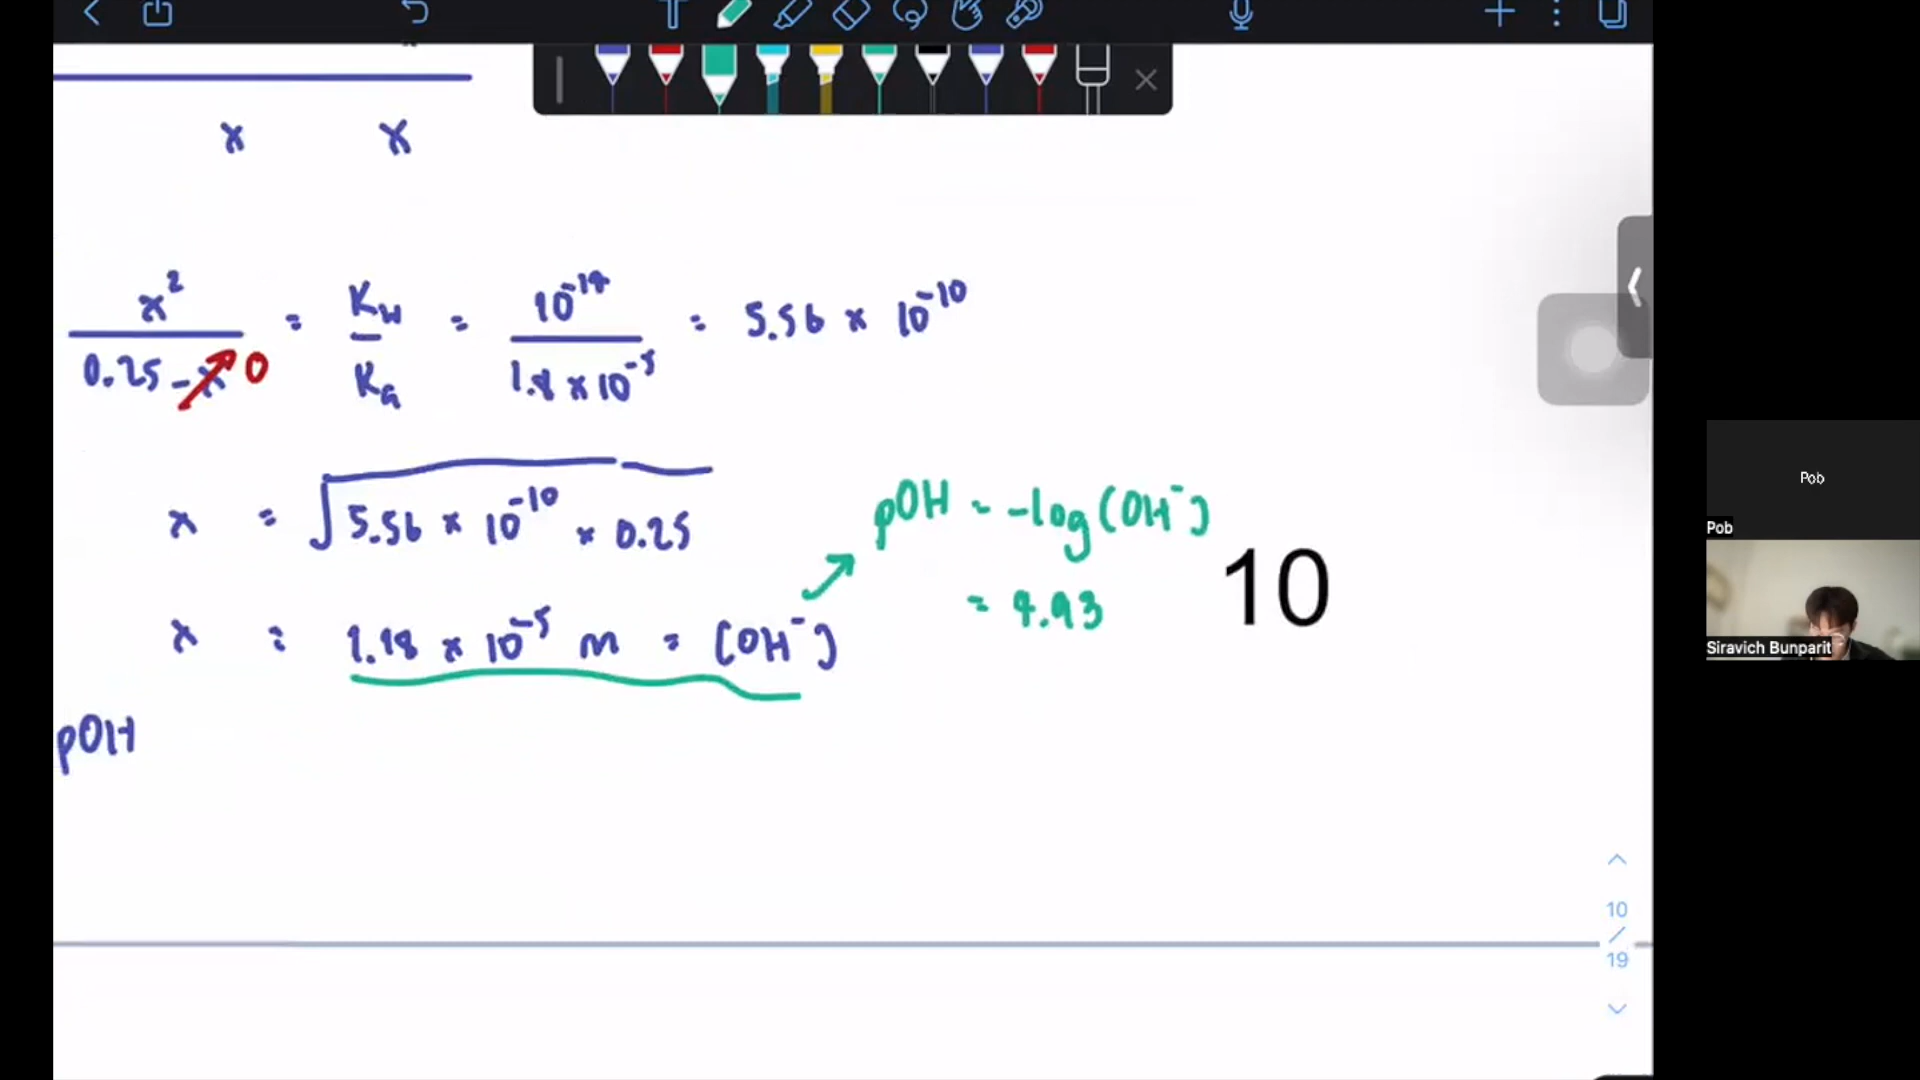 x x
x² / 0.25 - x 0 = Kw / Ka = 10⁻¹⁴ / 1.8 × 10⁻⁵ = 5.56 × 10⁻¹⁰
x = √5.56 × 10⁻¹⁰ × 0.25
pOH = -log(OH⁻)
= 4.93
10
x = 1.18 × 10⁻⁵ m = (OH⁻)
pOH
10
/
19
Pob
Pob
Siravich Bunparit